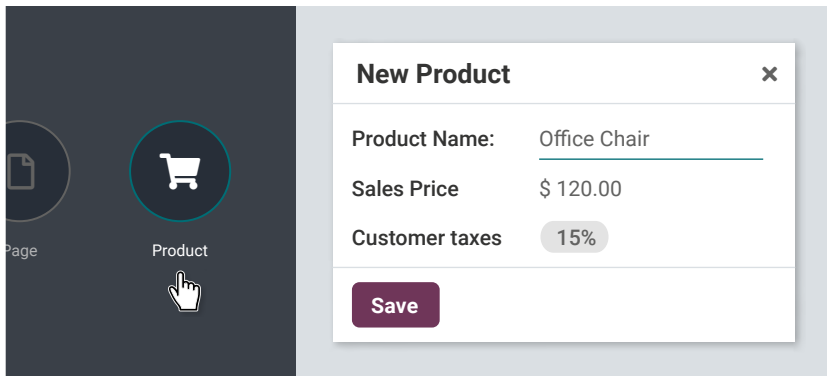 Page
Product
New Product
Product Name: Office Chair
Sales Price $ 120.00
Customer taxes 15%
Save